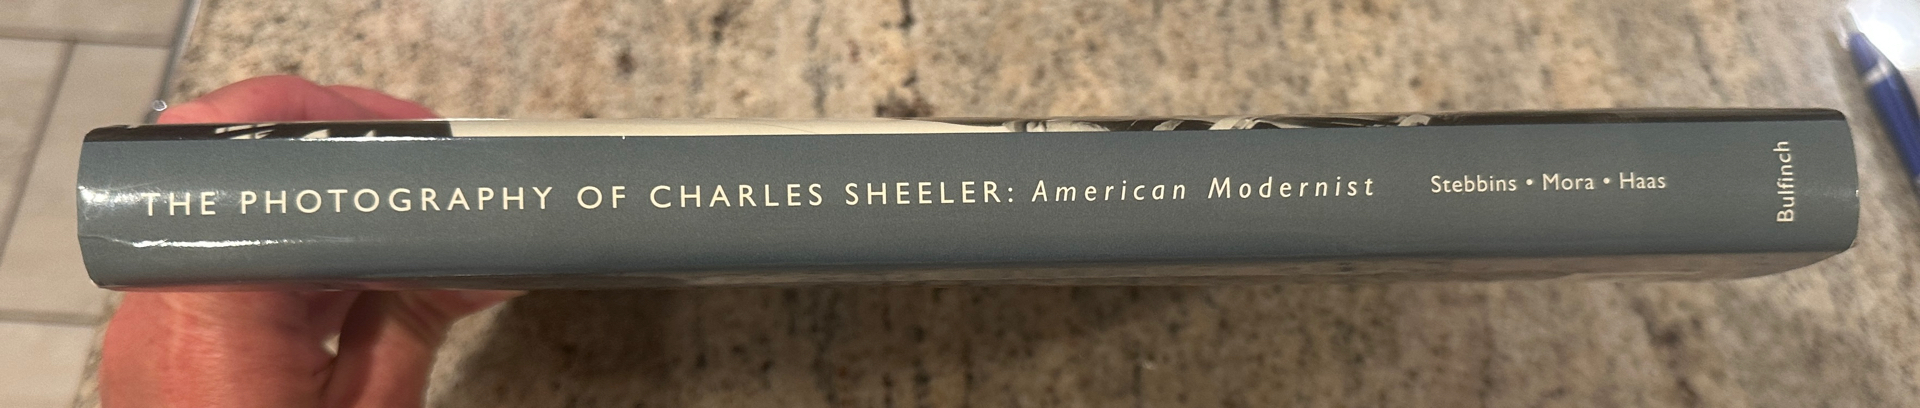 THE PHOTOGRAPHY OF CHARLES SHEELER: American Modernist Stebbins • Mora • Haas
Bulfinch